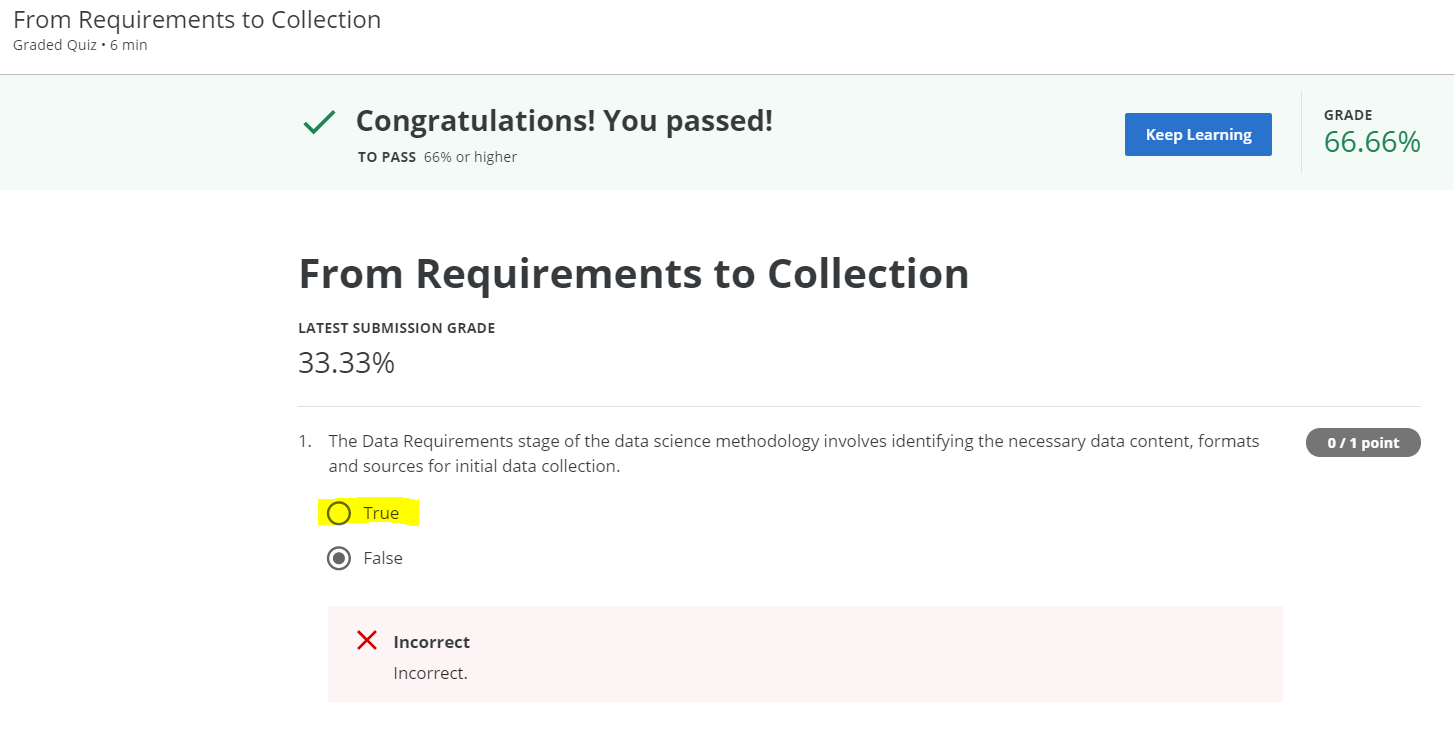 From Requirements to Collection
Graded Quiz • 6 min
Congratulations! You passed!
TO PASS 66% or higher
Keep Learning
GRADE
66.66%
From Requirements to Collection
LATEST SUBMISSION GRADE
33.33%
1. The Data Requirements stage of the data science methodology involves identifying the necessary data content, formats
and sources for initial data collection.
0 / 1 point
True
False
Incorrect
Incorrect.